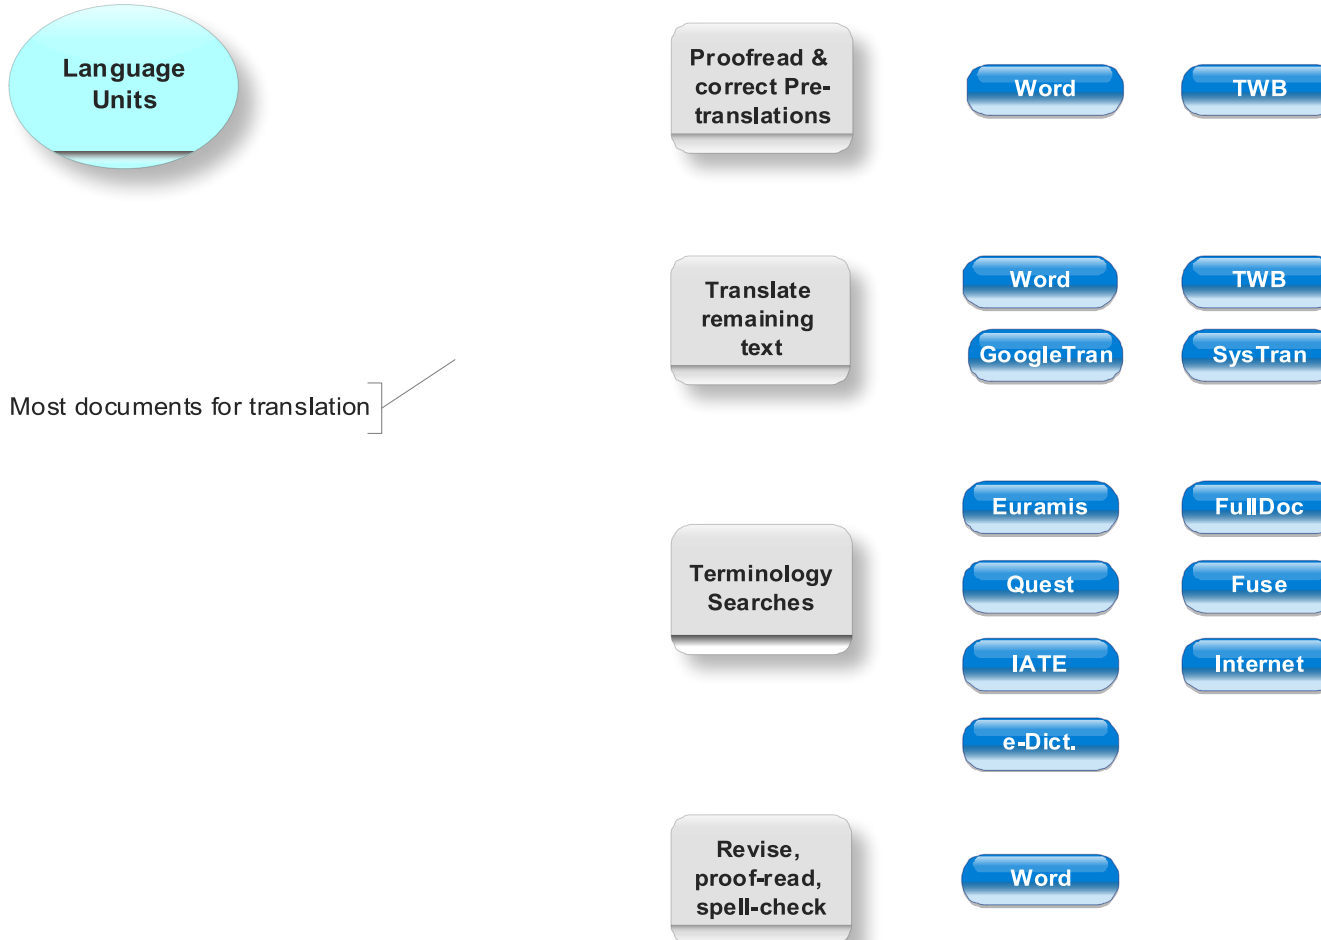 Language
Units
Proofread &
correct Pre-
translations
Word
TWB
Translate
remaining
text
Word
TWB
GoogleTran
SysTran
Most documents for translation
Terminology
Searches
Euramis
FullDoc
Quest
Fuse
IATE
Internet
e-Dict.
Revise,
proof-read,
spell-check
Word